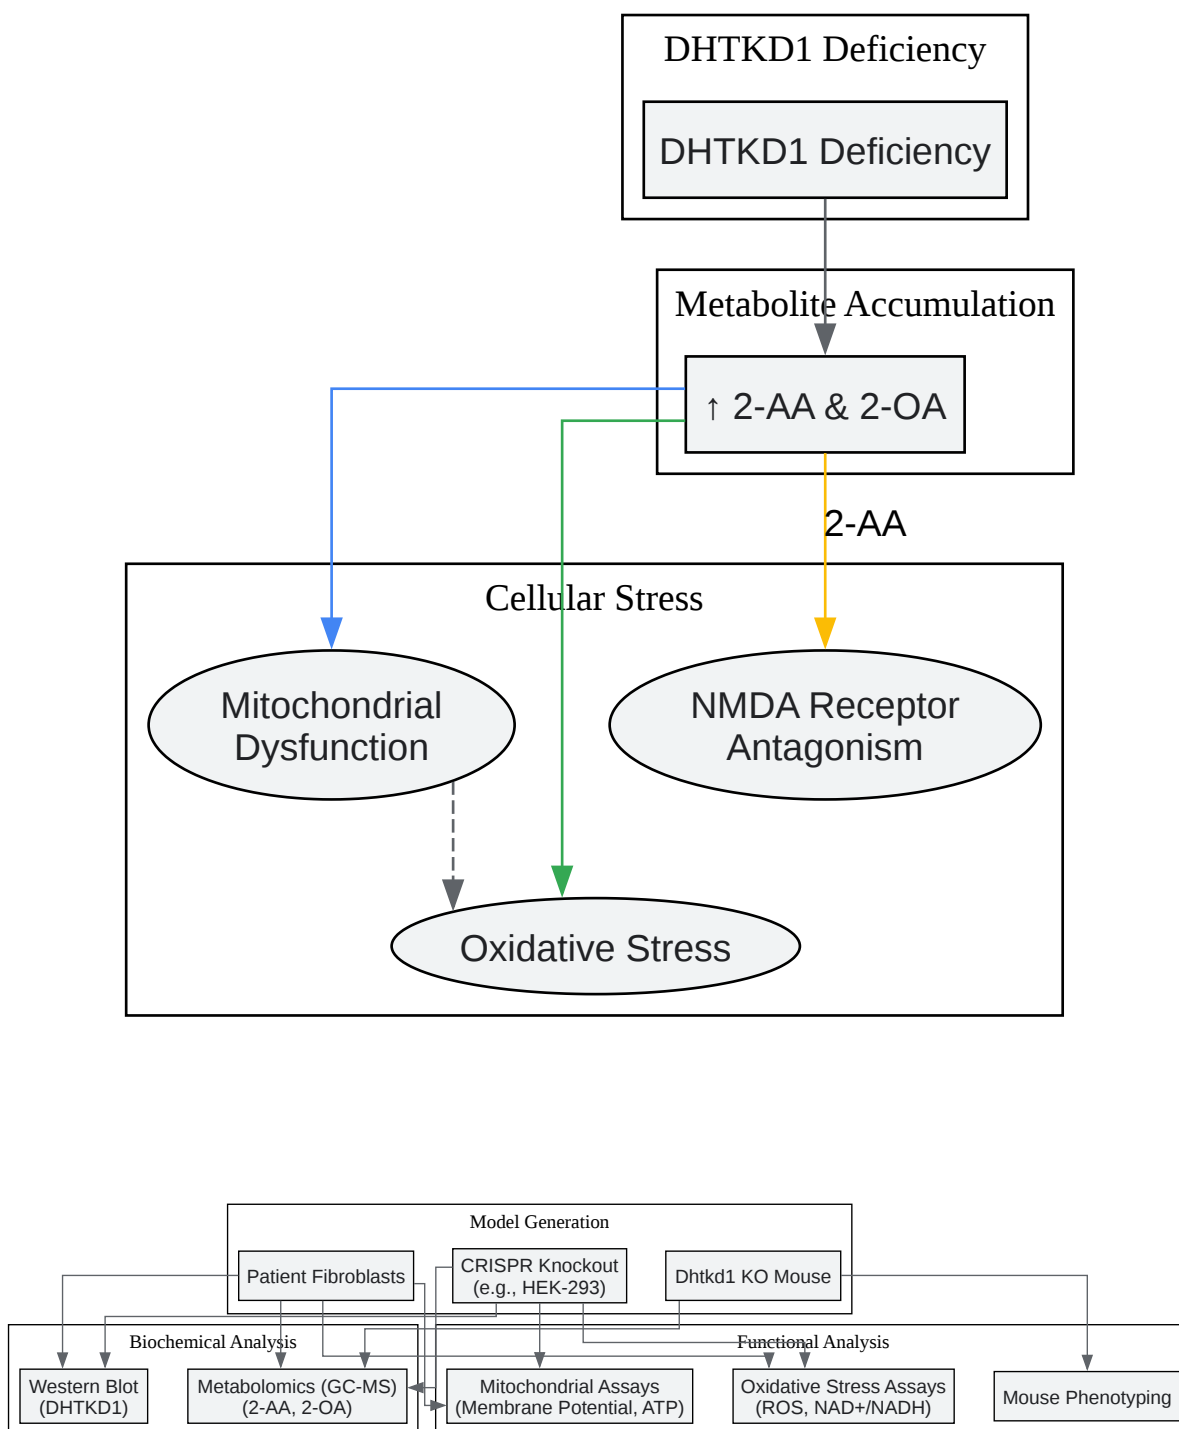 DHTKD1 Deficiency
DHTKD1 Deficiency
Metabolite Accumulation
↑ 2-AA & 2-OA
2-AA
Cellular Stress
Mitochondrial
Dysfunction
NMDA Receptor
Antagonism
Oxidative Stress
Model Generation
Patient Fibroblasts
CRISPR Knockout
(e.g., HEK-293)
Dhtkd1 KO Mouse
Biochemical Analysis
Functional Analysis
Western Blot
(DHTKD1)
Metabolomics (GC-MS)
(2-AA, 2-OA)
Mitochondrial Assays
(Membrane Potential, ATP)
Oxidative Stress Assays
(ROS, NAD+/NADH)
Mouse Phenotyping